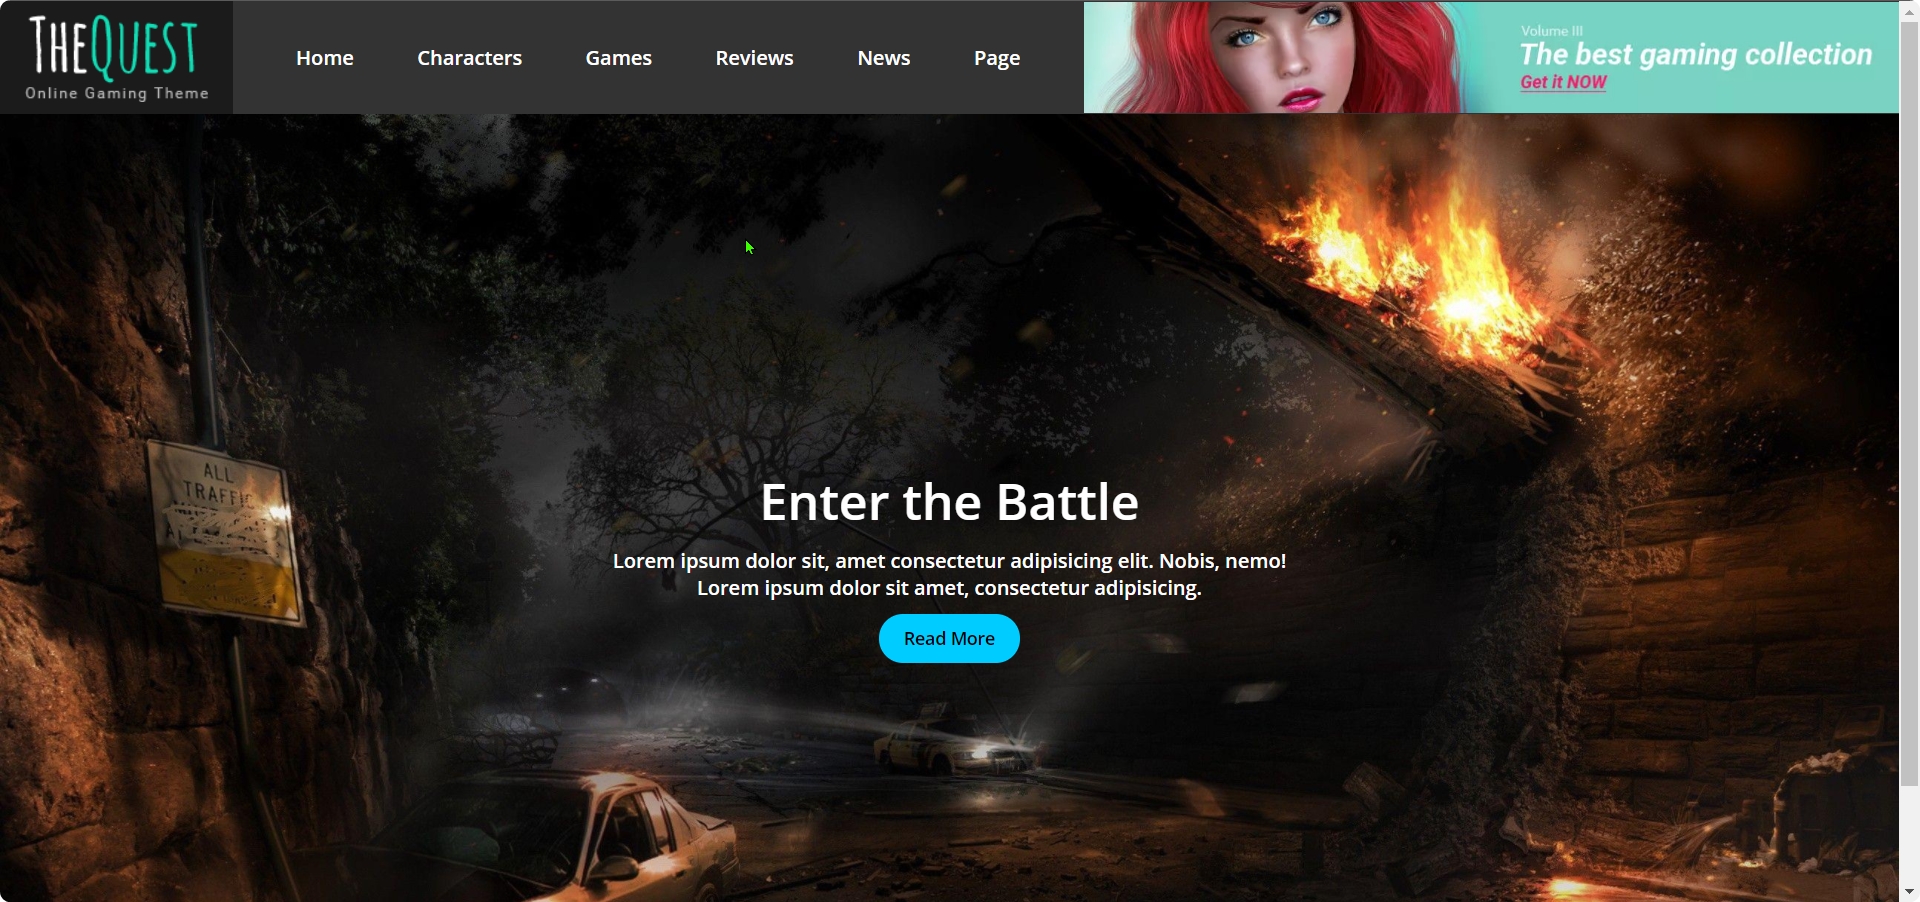 THEQUEST
Online Gaming Theme
Home
Characters
Games
Reviews
News
Page
Volume III
The best gaming collection
Get it NOW
ALL
TRAFFIC
Enter the Battle
Lorem ipsum dolor sit, amet consectetur adipisicing elit. Nobis, nemo!
Lorem ipsum dolor sit amet, consectetur adipisicing.
Read More